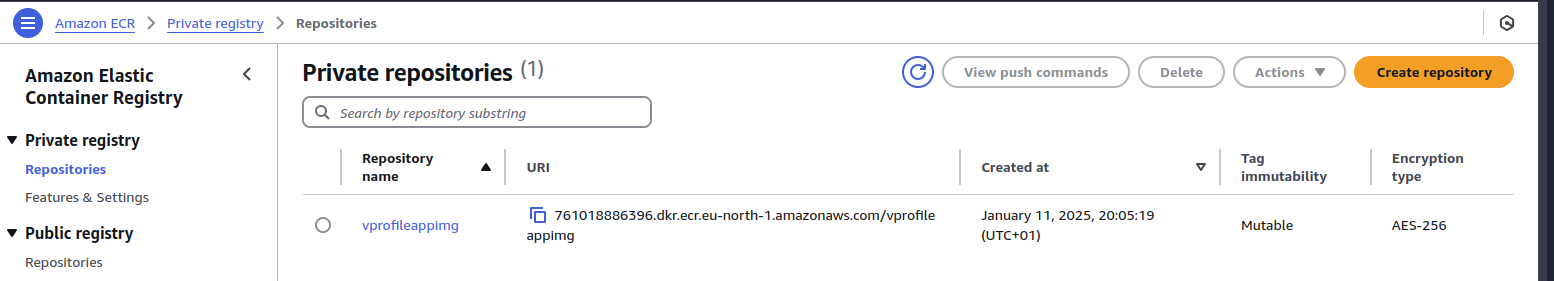 Amazon ECR > Private registry > Repositories
Amazon Elastic
Container Registry
Private registry
Repositories
Features & Settings
Public registry
Repositories
Private repositories (1)
View push commands
Delete
Actions
Create repository
Search by repository substring
Repository
name
URI
Created at
Tag
immutability
Encryption
type
vprofileappimg
761018886396.dkr.ecr.eu-north-1.amazonaws.com/vprofile
appimg
January 11, 2025, 20:05:19
(UTC+01)
Mutable
AES-256